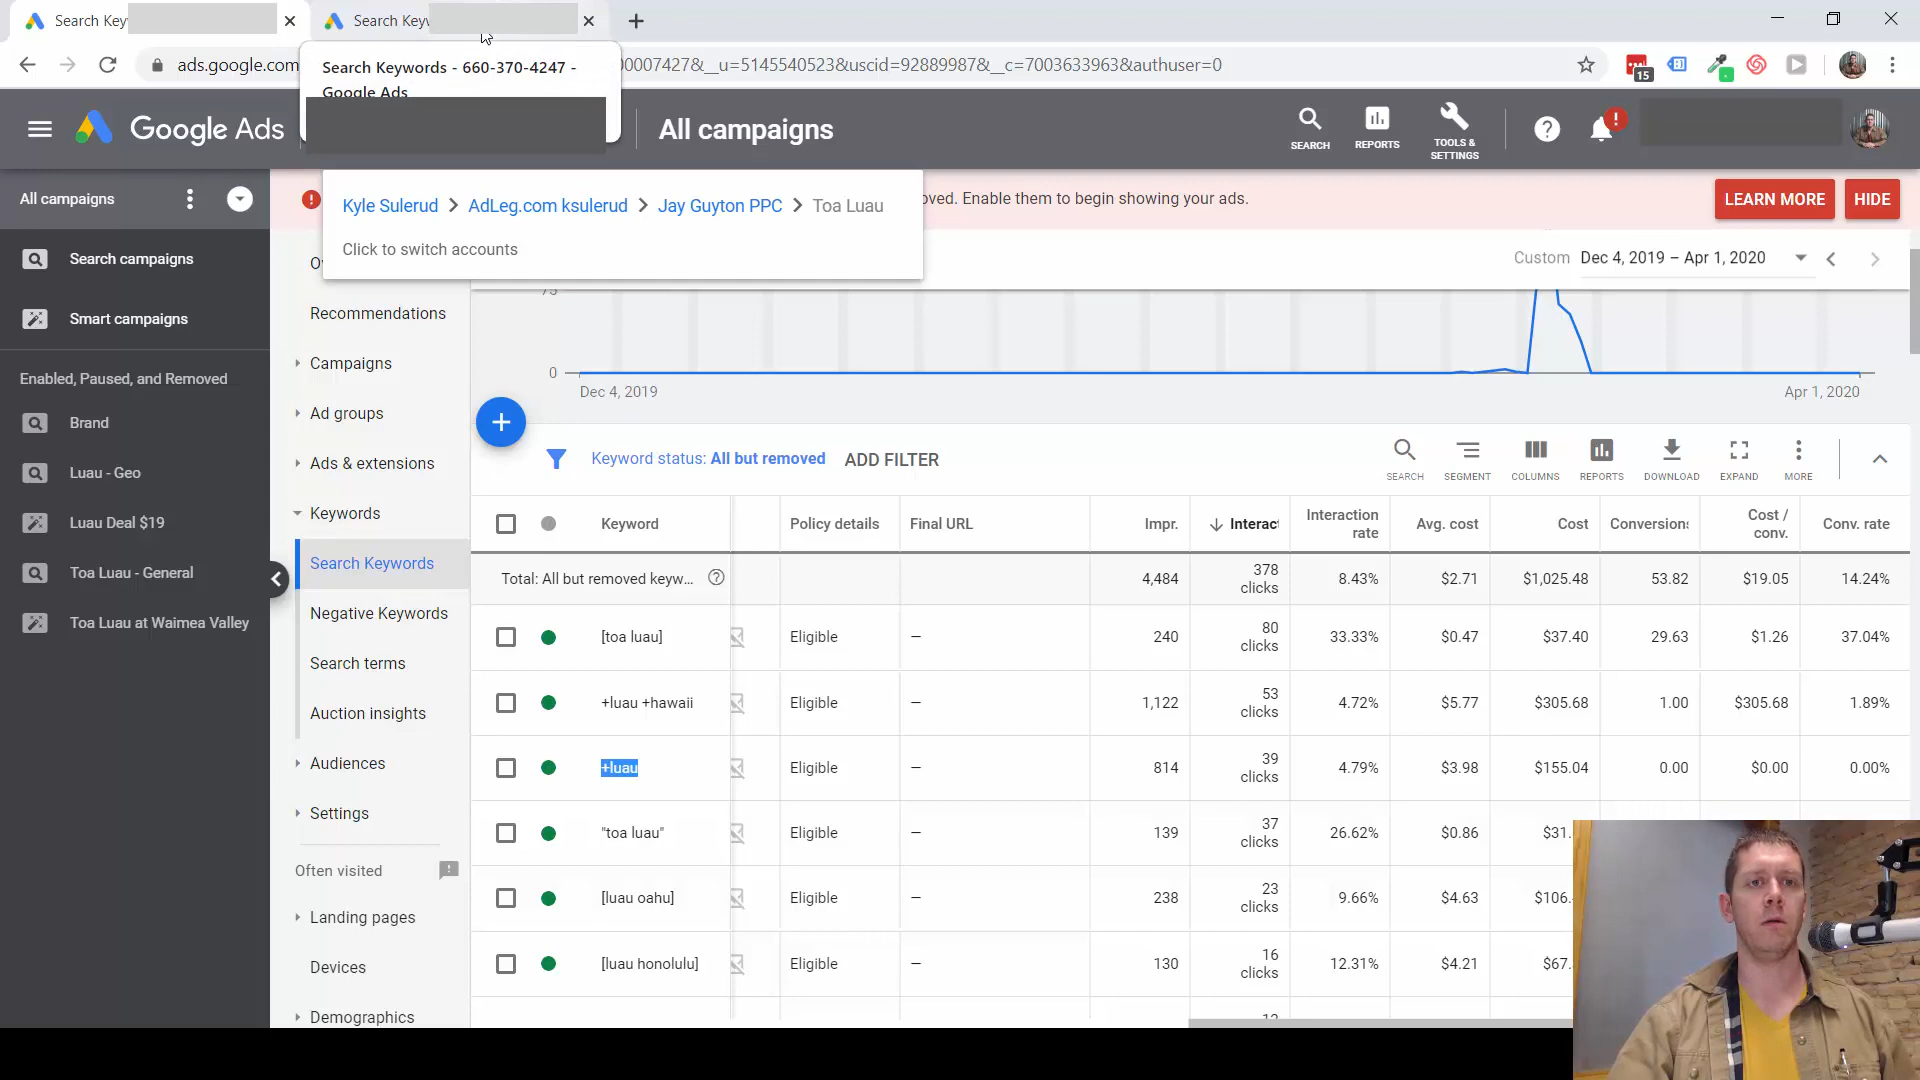 Search Key
Search Keyw
Search Keywords - 660-370-4247 -
Google Ads
ads.google.com
00007427&__u=5145540523&uscid=92889987&__c=7003633963&authuser=0
15
Google Ads
All campaigns
SEARCH
REPORTS
TOOLS &
SETTINGS
All campaigns
Kyle Sulerud > AdLeg.com ksulerud > Jay Guyton PPC > Toa Luau
Click to switch accounts
oved. Enable them to begin showing your ads.
LEARN MORE
HIDE
Search campaigns
Smart campaigns
Enabled, Paused, and Removed
Brand
Luau - Geo
Luau Deal $19
Toa Luau - General
Toa Luau at Waimea Valley
Recommendations
Campaigns
Ad groups
Ads & extensions
Keywords
Search Keywords
Negative Keywords
Search terms
Auction insights
Audiences
Settings
Often visited
Landing pages
Devices
Demographics
Custom Dec 4, 2019 – Apr 1, 2020
75
0
Dec 4, 2019
Apr 1, 2020
Keyword status: All but removed
ADD FILTER
SEARCH
SEGMENT
COLUMNS
REPORTS
DOWNLOAD
EXPAND
MORE
Keyword Policy details Final URL Impr. Interact Interaction rate Avg. cost Cost Conversions Cost / conv. Conv. rate
Total: All but removed keyw... 4,484 378 clicks 8.43% $2.71 $1,025.48 53.82 $19.05 14.24%
[toa luau] Eligible — 240 80 clicks 33.33% $0.47 $37.40 29.63 $1.26 37.04%
+luau +hawaii Eligible — 1,122 53 clicks 4.72% $5.77 $305.68 1.00 $305.68 1.89%
+luau Eligible — 814 39 clicks 4.79% $3.98 $155.04 0.00 $0.00 0.00%
"toa luau" Eligible — 139 37 clicks 26.62% $0.86 $31.
[luau oahu] Eligible — 238 23 clicks 9.66% $4.63 $106.
[luau honolulu] Eligible — 130 16 clicks 12.31% $4.21 $67.